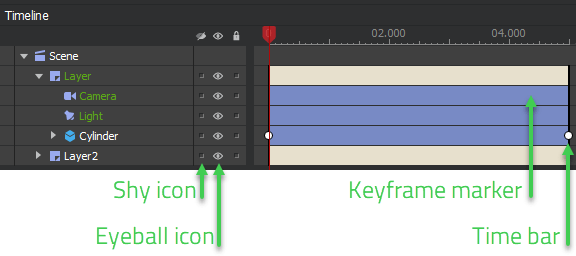 Timeline
02.000 04.000
Scene
Layer
Camera
Light
Cylinder
Layer2
Shy icon Keyframe marker
Eyeball icon Time bar